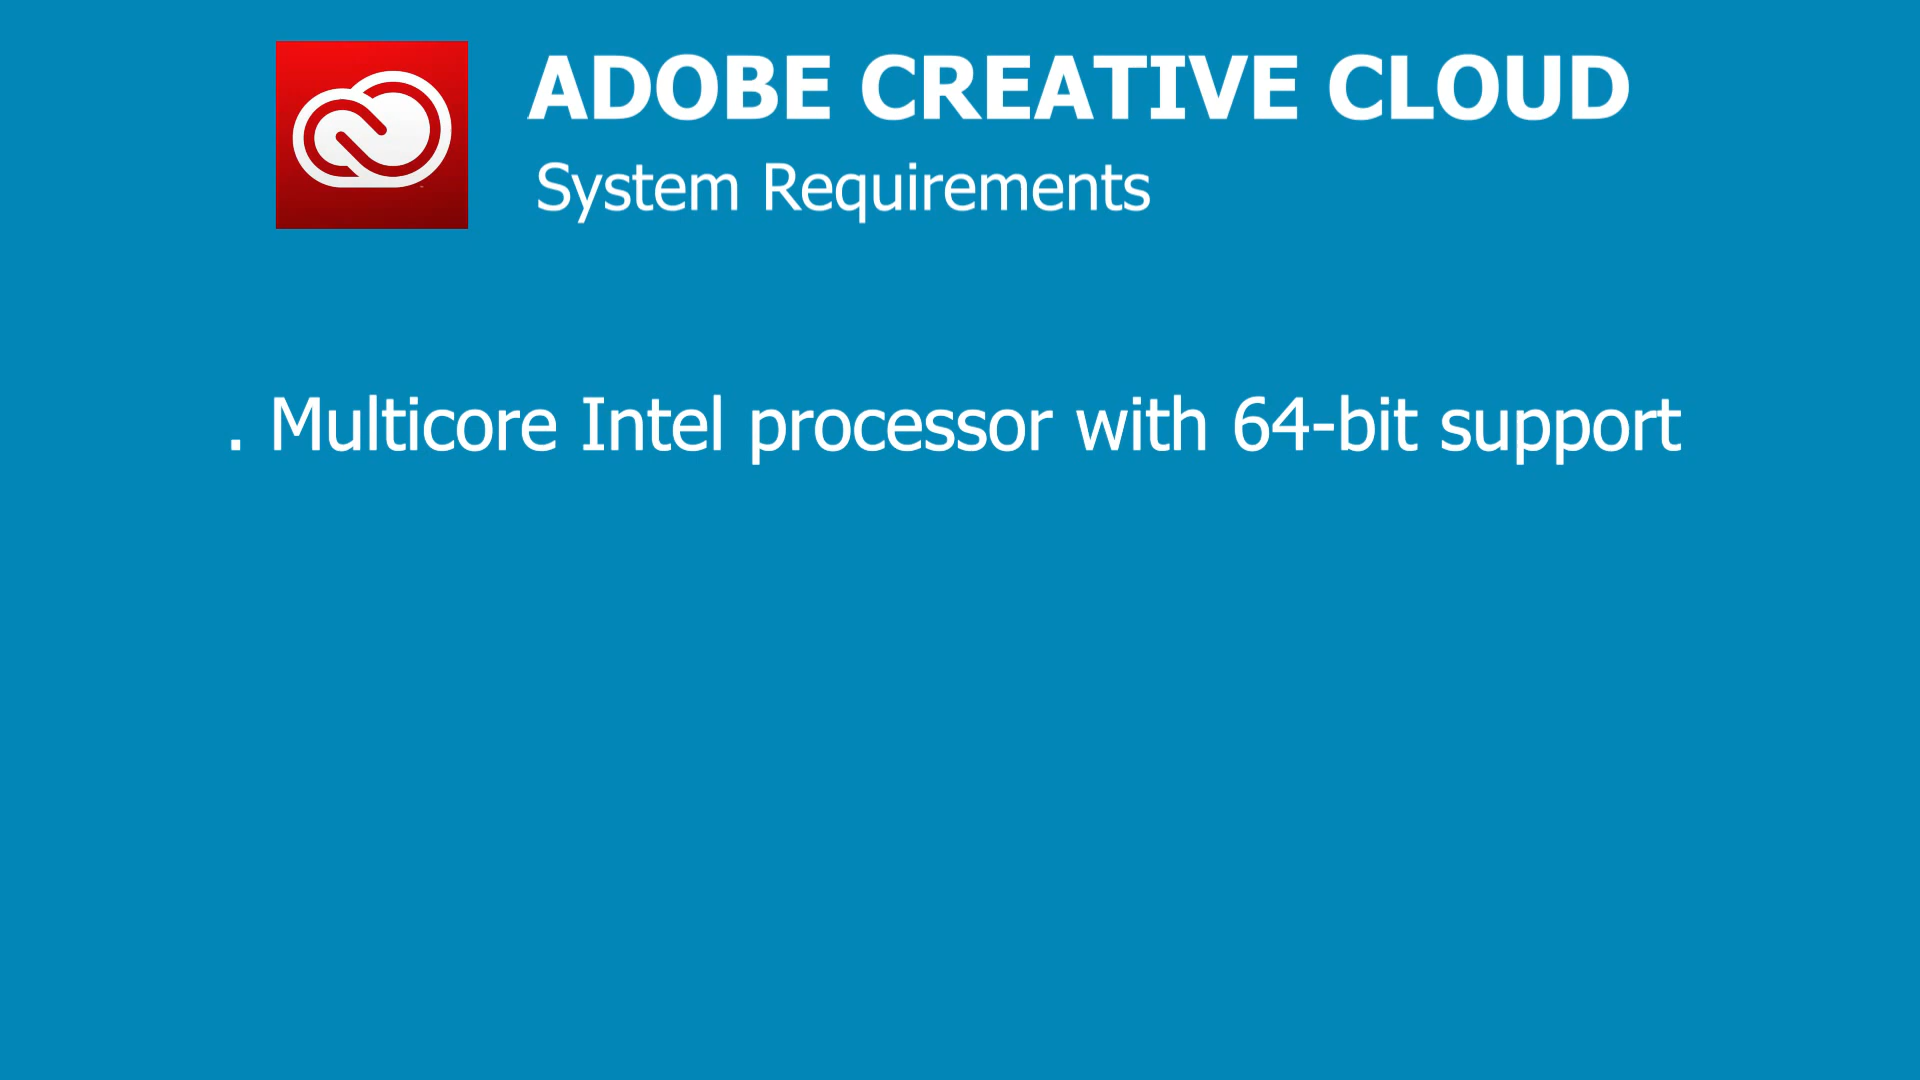 ADOBE CREATIVE CLOUD
System Requirements
. Multicore Intel processor with 64-bit support